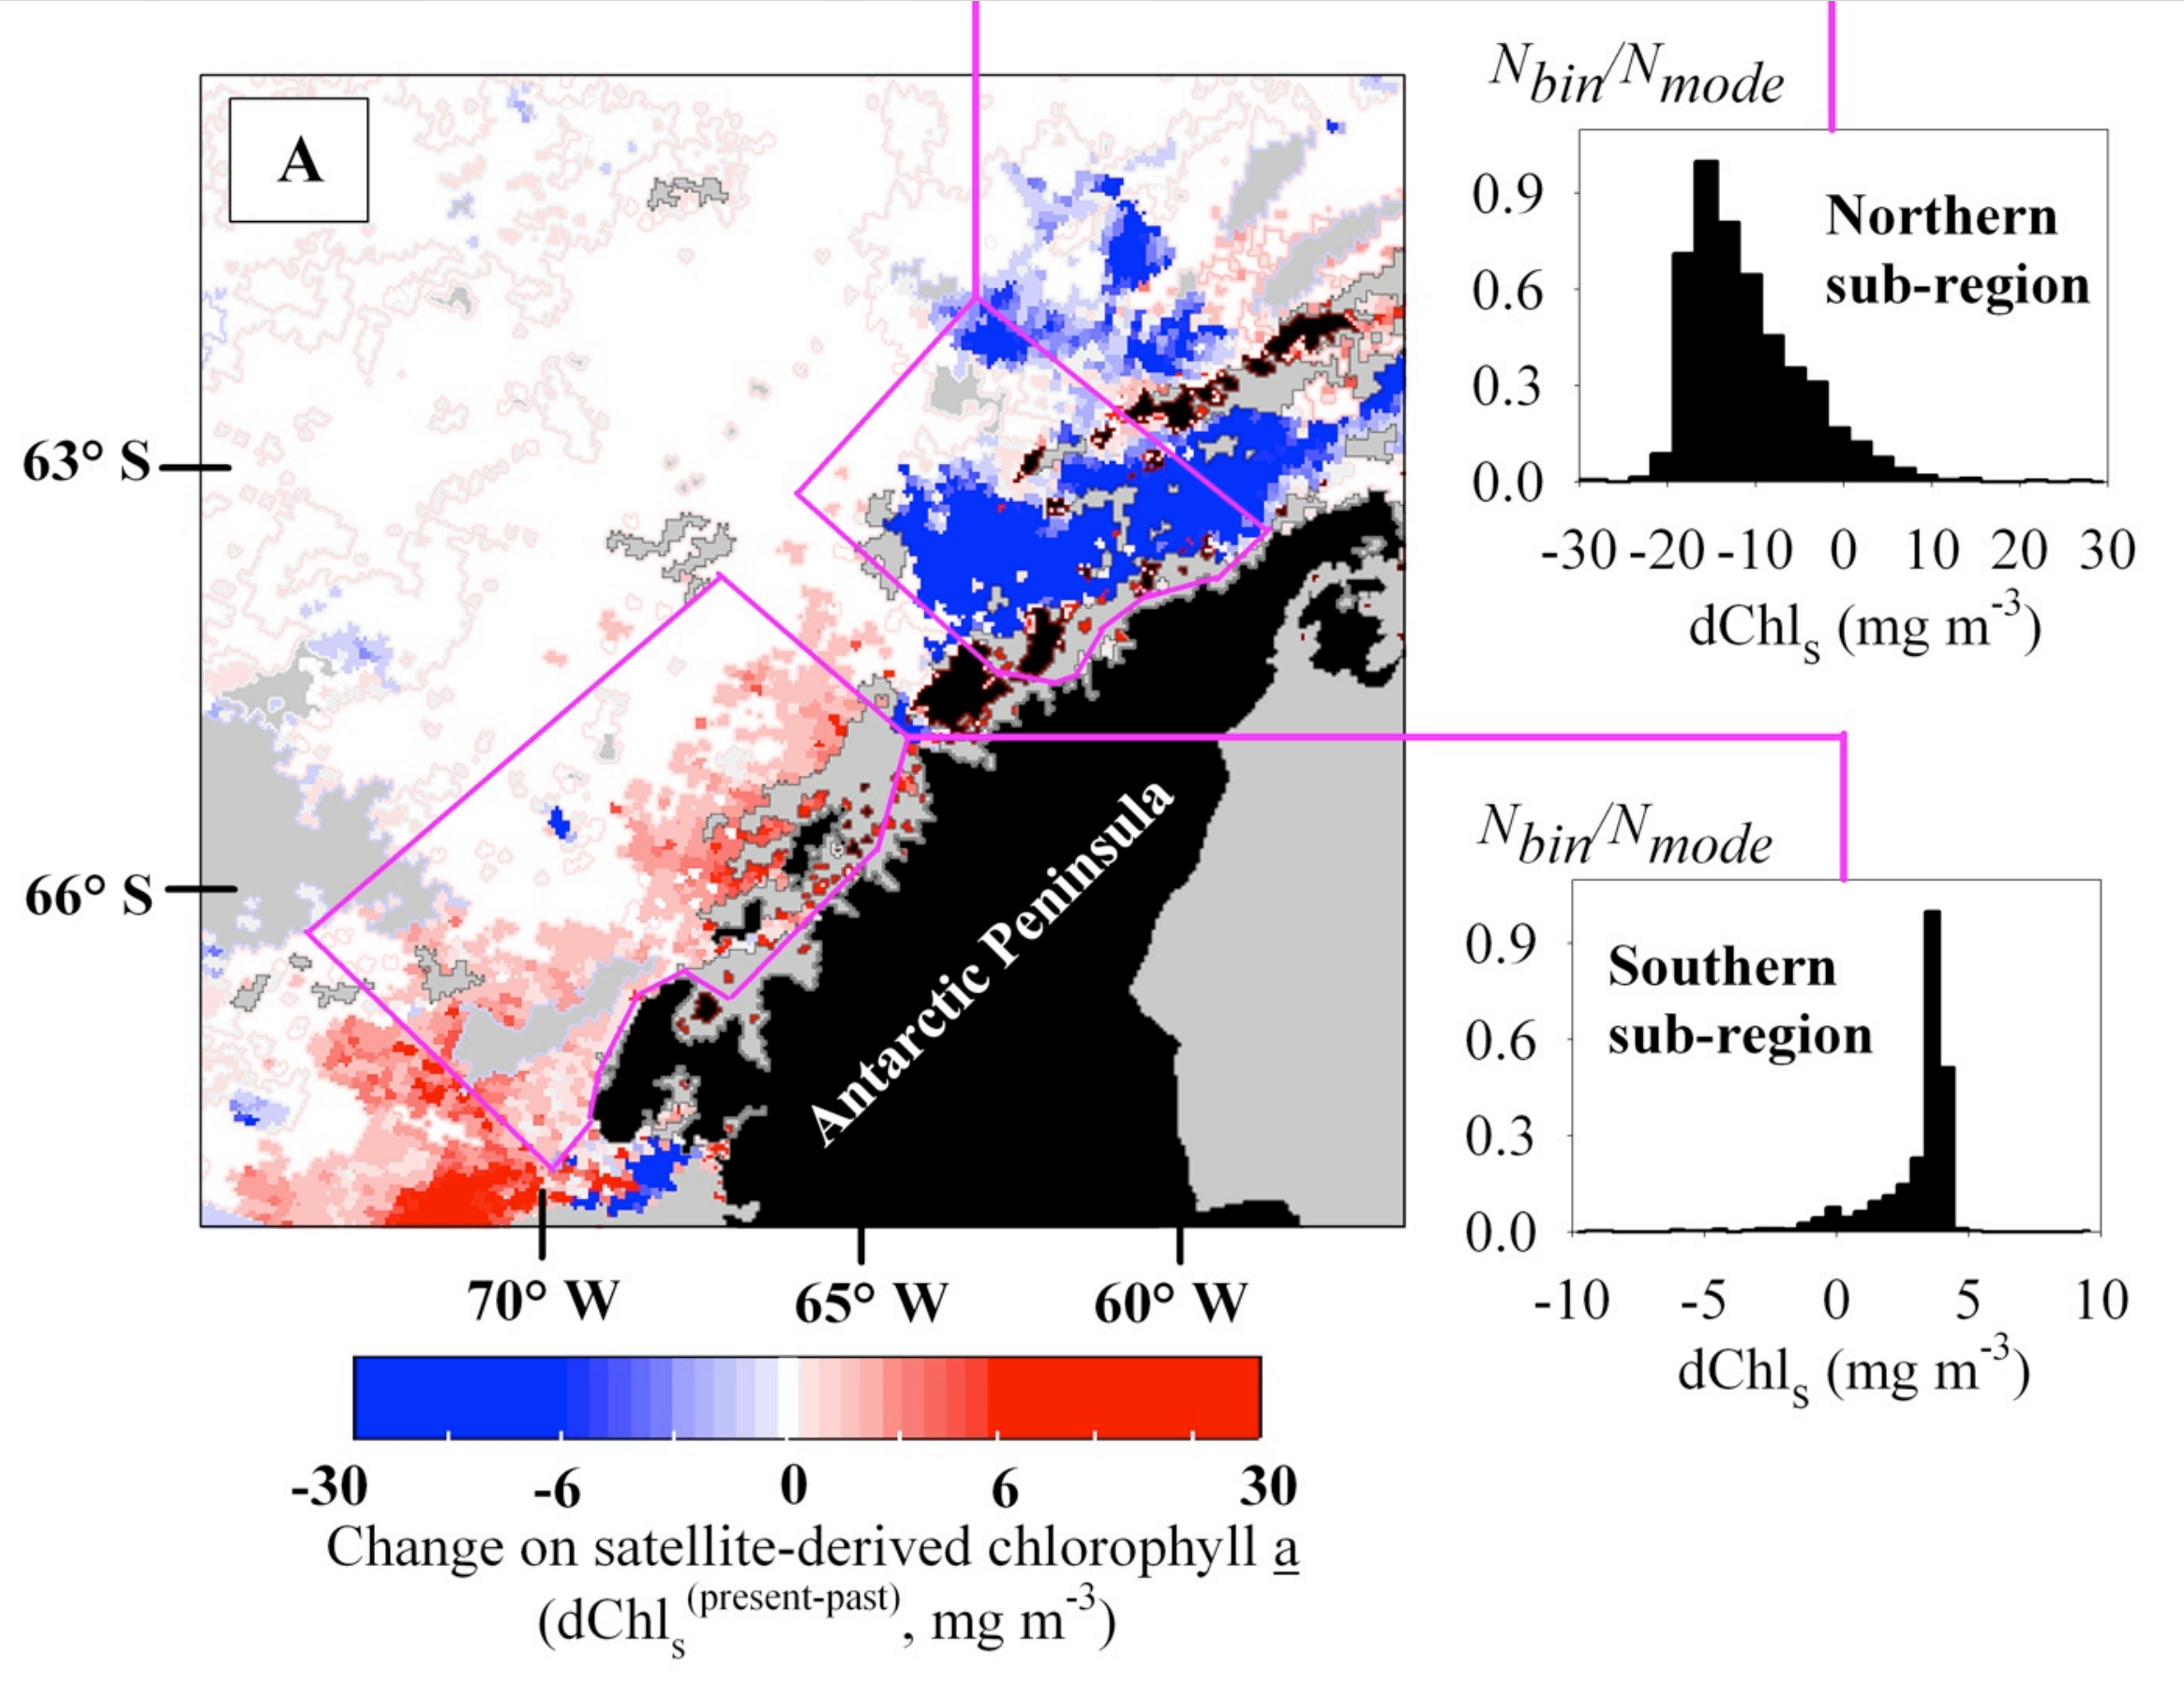 A
63° S
66° S
70° W 65° W 60° W
Antarctic Peninsula
-30 -6 0 6 30
Change on satellite-derived chlorophyll a
(dChls (present-past), mg m-3)
Nbin/Nmode
Northern
sub-region
0.9
0.6
0.3
0.0
-30 -20 -10 0 10 20 30
dChls (mg m-3)
Nbin/Nmode
Southern
sub-region
0.9
0.6
0.3
0.0
-10 -5 0 5 10
dChls (mg m-3)